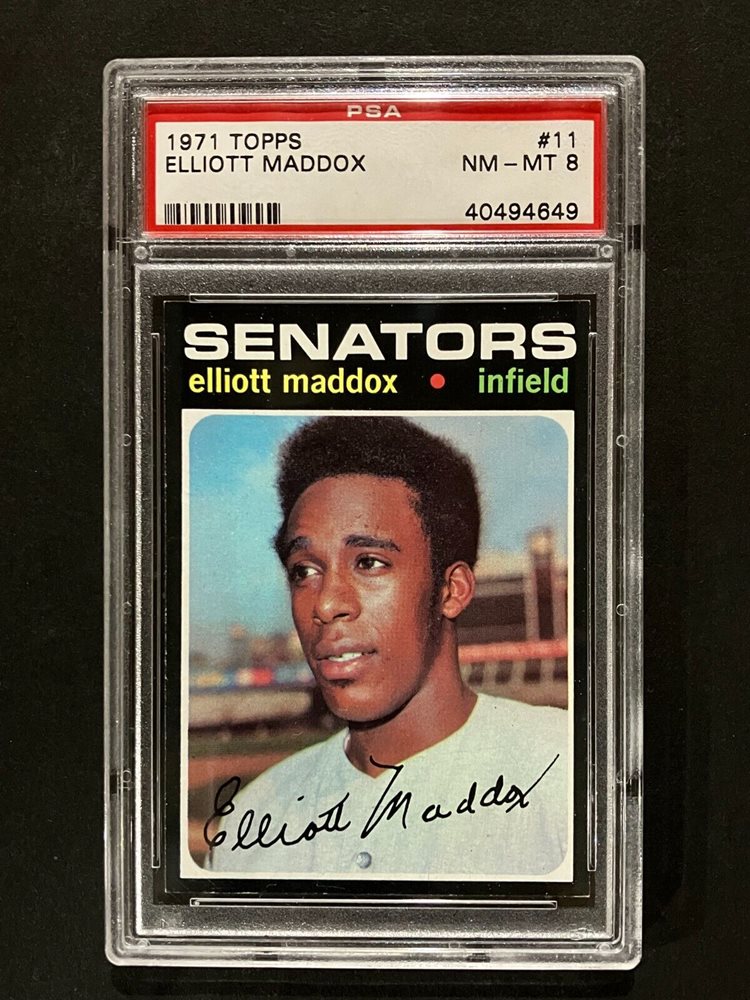 PSA
1971 TOPPS #11
ELLIOTT MADDOX NM-MT 8
40494649
SENATORS
elliott maddox • infield
Elliott Maddox